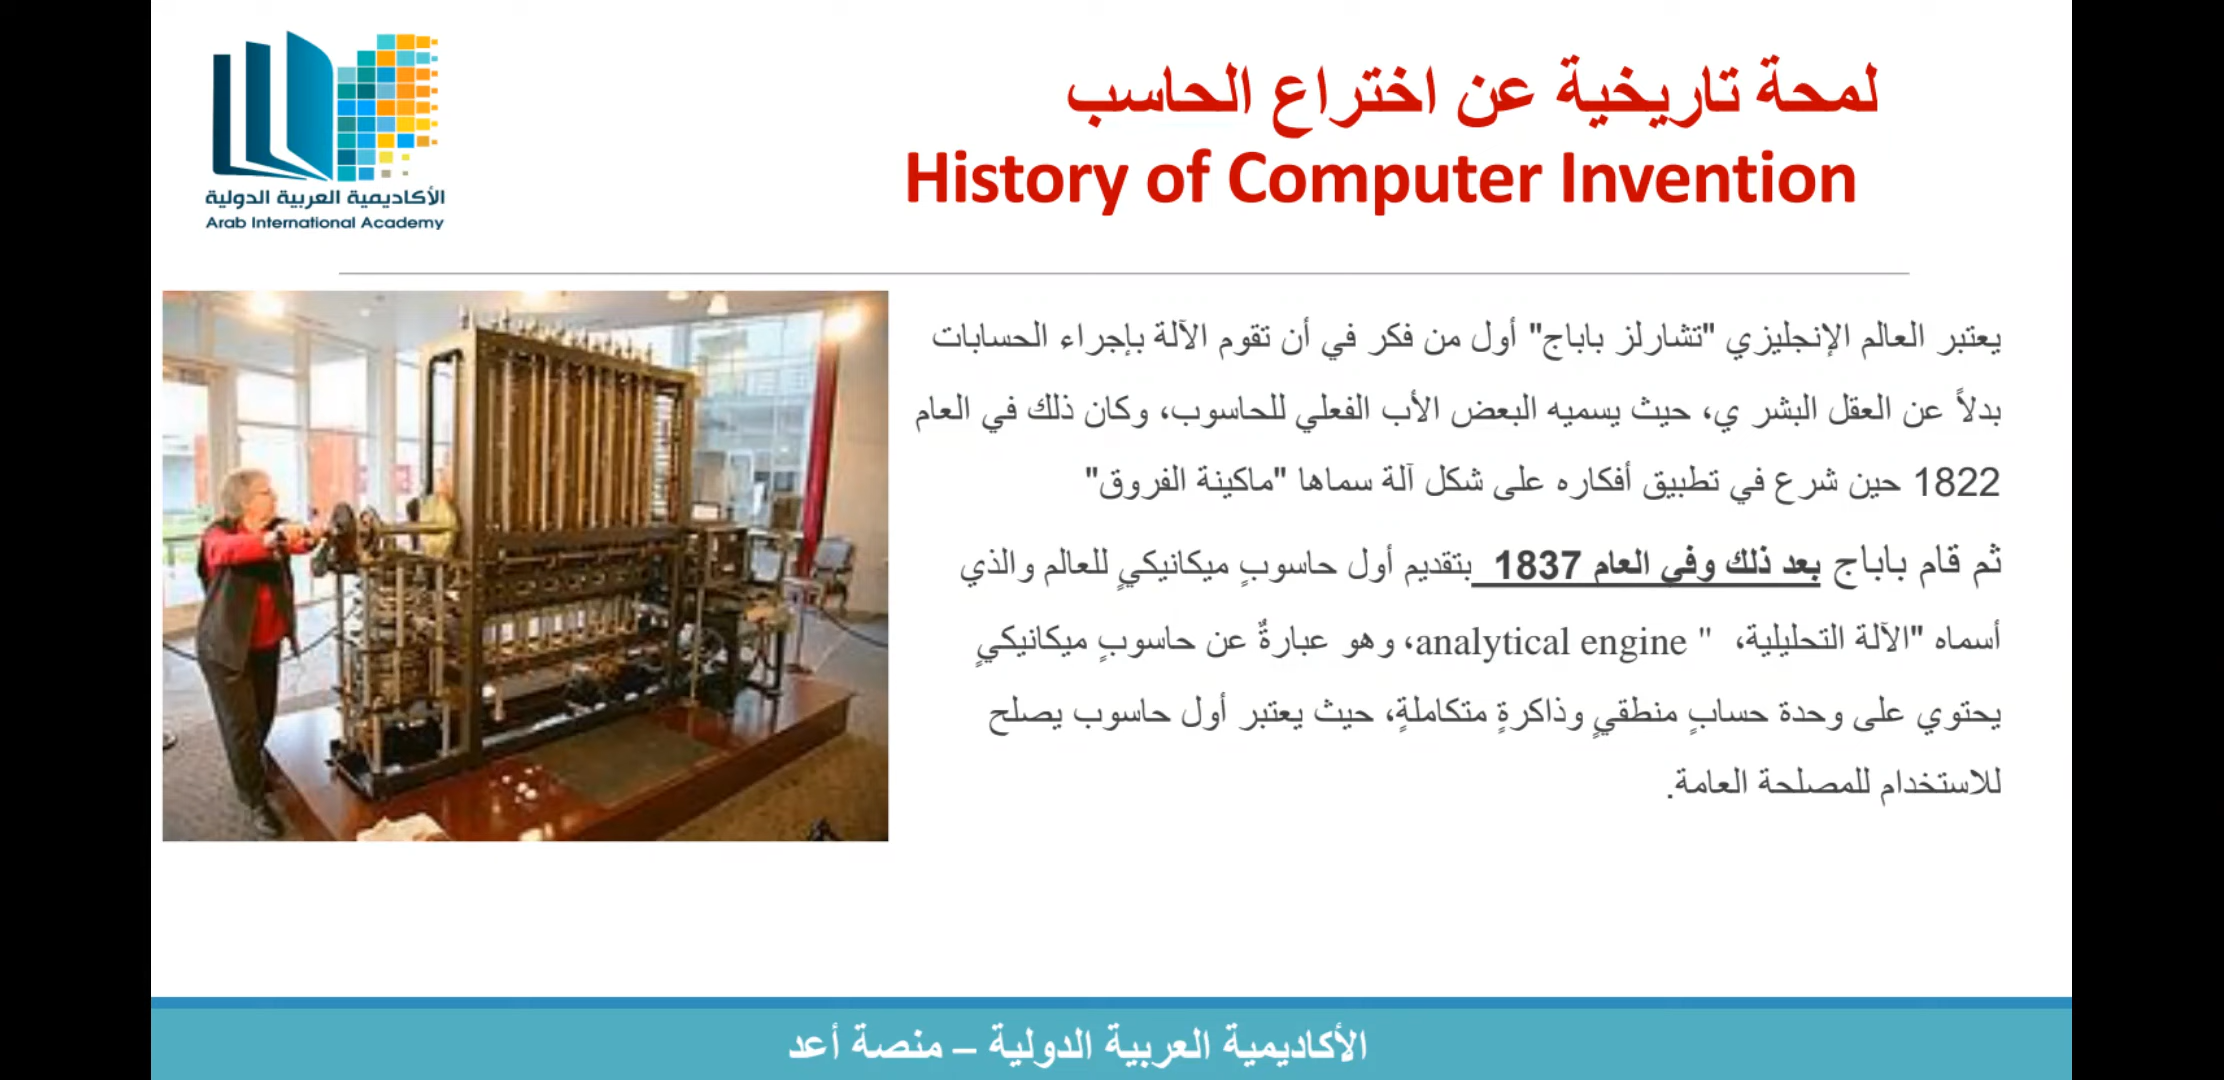 الأكاديمية العربية الدولية
Arab International Academy
لمحة تاريخية عن اختراع الحاسب
History of Computer Invention
يعتبر العالم الإنجليزي "تشارلز باباج" أول من فكر في أن تقوم الآلة بإجراء الحسابات
بدلاً عن العقل البشر ي، حيث يسميه البعض الأب الفعلي للحاسوب، وكان ذلك في العام
1822 حين شرع في تطبيق أفكاره على شكل آلة سماها "ماكينة الفروق"
ثم قام باباج بعد ذلك وفي العام 1837 بتقديم أول حاسوبٍ ميكانيكيٍ للعالم والذي
أسماه "الآلة التحليلية، " analytical engine، وهو عبارةٌ عن حاسوبٍ ميكانيكيٍ
يحتوي على وحدة حسابٍ منطقيٍ وذاكرةٍ متكاملةٍ، حيث يعتبر أول حاسوب يصلح
للاستخدام للمصلحة العامة.
الأكاديمية العربية الدولية – منصة أعد